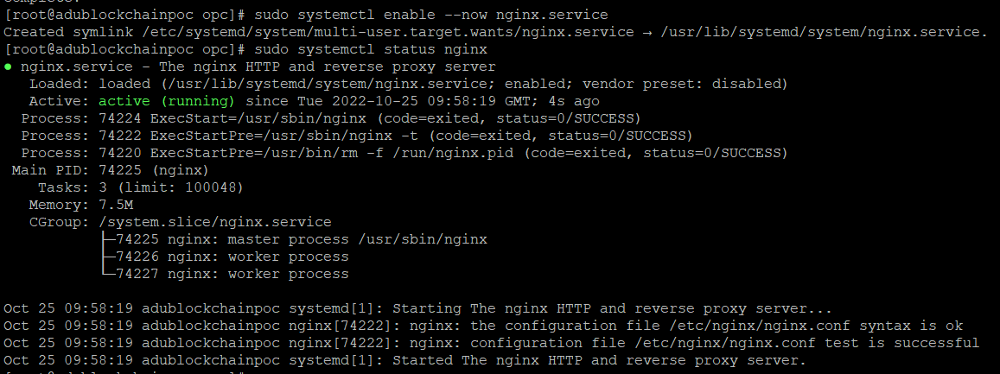 [root@adublockchainpoc opc]# sudo systemctl enable --now nginx.service
Created symlink /etc/systemd/system/multi-user.target.wants/nginx.service → /usr/lib/systemd/system/nginx.service.
[root@adublockchainpoc opc]# sudo systemctl status nginx
● nginx.service - The nginx HTTP and reverse proxy server
   Loaded: loaded (/usr/lib/systemd/system/nginx.service; enabled; vendor preset: disabled)
   Active: active (running) since Tue 2022-10-25 09:58:19 GMT; 4s ago
  Process: 74224 ExecStart=/usr/sbin/nginx (code=exited, status=0/SUCCESS)
  Process: 74222 ExecStartPre=/usr/sbin/nginx -t (code=exited, status=0/SUCCESS)
  Process: 74220 ExecStartPre=/usr/bin/rm -f /run/nginx.pid (code=exited, status=0/SUCCESS)
 Main PID: 74225 (nginx)
    Tasks: 3 (limit: 100048)
   Memory: 7.5M
   CGroup: /system.slice/nginx.service
           ├─74225 nginx: master process /usr/sbin/nginx
           ├─74226 nginx: worker process
           └─74227 nginx: worker process

Oct 25 09:58:19 adublockchainpoc systemd[1]: Starting The nginx HTTP and reverse proxy server...
Oct 25 09:58:19 adublockchainpoc nginx[74222]: nginx: the configuration file /etc/nginx/nginx.conf syntax is ok
Oct 25 09:58:19 adublockchainpoc nginx[74222]: nginx: configuration file /etc/nginx/nginx.conf test is successful
Oct 25 09:58:19 adublockchainpoc systemd[1]: Started The nginx HTTP and reverse proxy server.